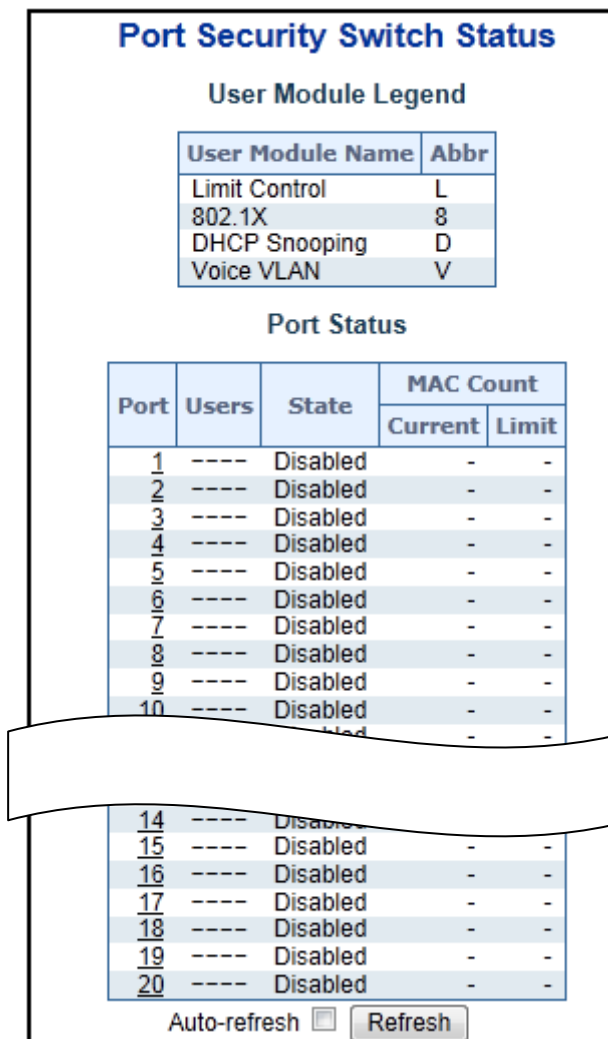 Port Security Switch Status
User Module Legend
User Module Name Abbr
Limit Control L
802.1X 8
DHCP Snooping D
Voice VLAN V
Port Status
Port Users State MAC Count
Current Limit
1 ---- Disabled - -
2 ---- Disabled - -
3 ---- Disabled - -
4 ---- Disabled - -
5 ---- Disabled - -
6 ---- Disabled - -
7 ---- Disabled - -
8 ---- Disabled - -
9 ---- Disabled - -
10 ---- Disabled - -
- -
14 ---- Disabled
15 ---- Disabled - -
16 ---- Disabled - -
17 ---- Disabled - -
18 ---- Disabled - -
19 ---- Disabled - -
20 ---- Disabled - -
Auto-refresh Refresh